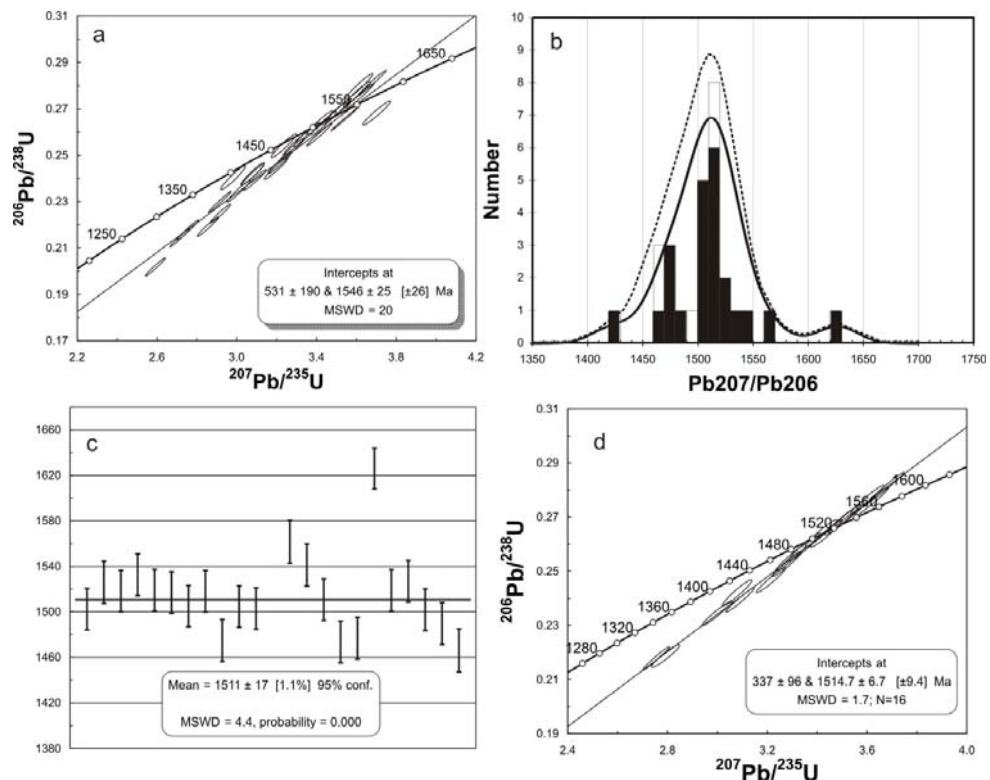 a
0.31
0.29
0.27
0.25
0.23
0.21
0.19
0.17
206Pb/238U
1250
1350
1450
1550
1650
Intercepts at
531 ± 190 & 1546 ± 25 [±26] Ma
MSWD = 20
2.2 2.6 3.0 3.4 3.8 4.2
207Pb/235U
b
10
9
8
7
6
5
4
3
2
1
0
Number
1350 1400 1450 1500 1550 1600 1650 1700 1750
Pb207/Pb206
c
1660
1620
1580
1540
1500
1460
1420
1380
Mean = 1511 ± 17 [1.1%] 95% conf.
MSWD = 4.4, probability = 0.000
d
0.31
0.29
0.27
0.25
0.23
0.21
0.19
206Pb/238U
1280
1320
1360
1400
1440
1480
1520
1560
1600
Intercepts at
337 ± 96 & 1514.7 ± 6.7 [±9.4] Ma
MSWD = 1.7; N=16
2.4 2.8 3.2 3.6 4.0
207Pb/235U